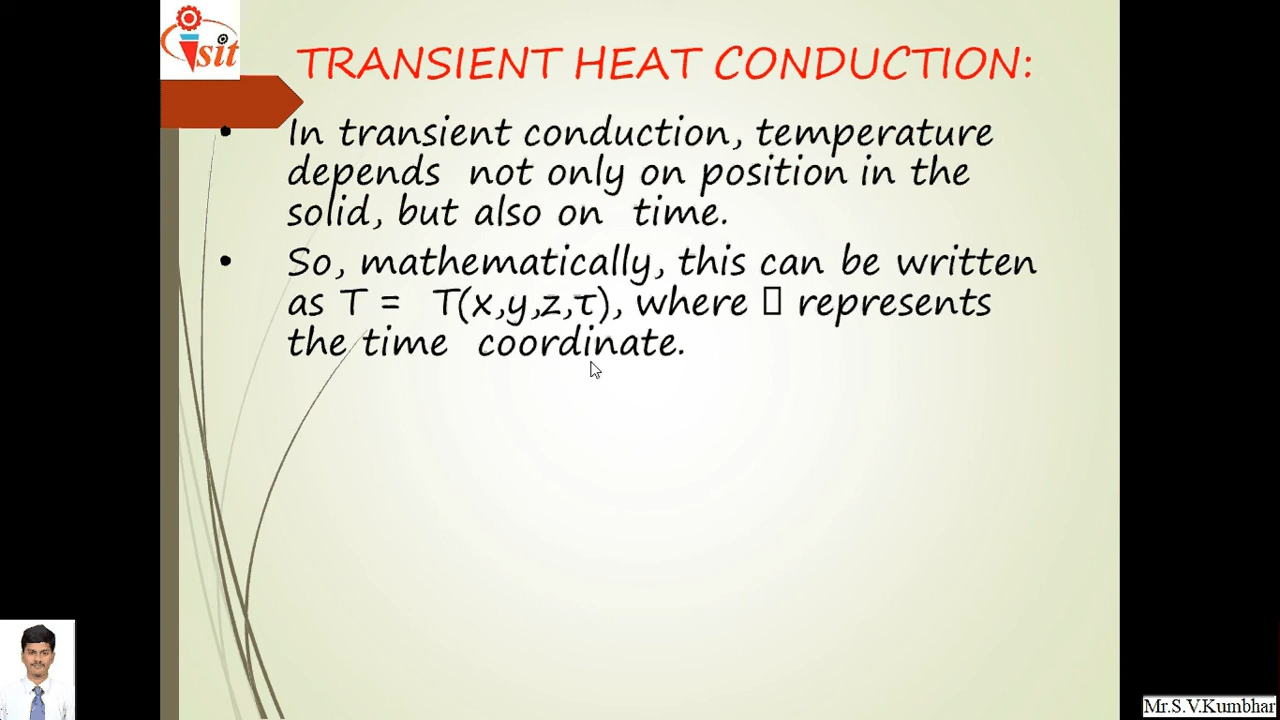 isit
TRANSIENT HEAT CONDUCTION:
• In transient conduction, temperature
depends not only on position in the
solid, but also on time.
• So, mathematically, this can be written
as T = T(x,y,z,τ), where ▯ represents
the time coordinate.
Mr.S.V.Kumbhar